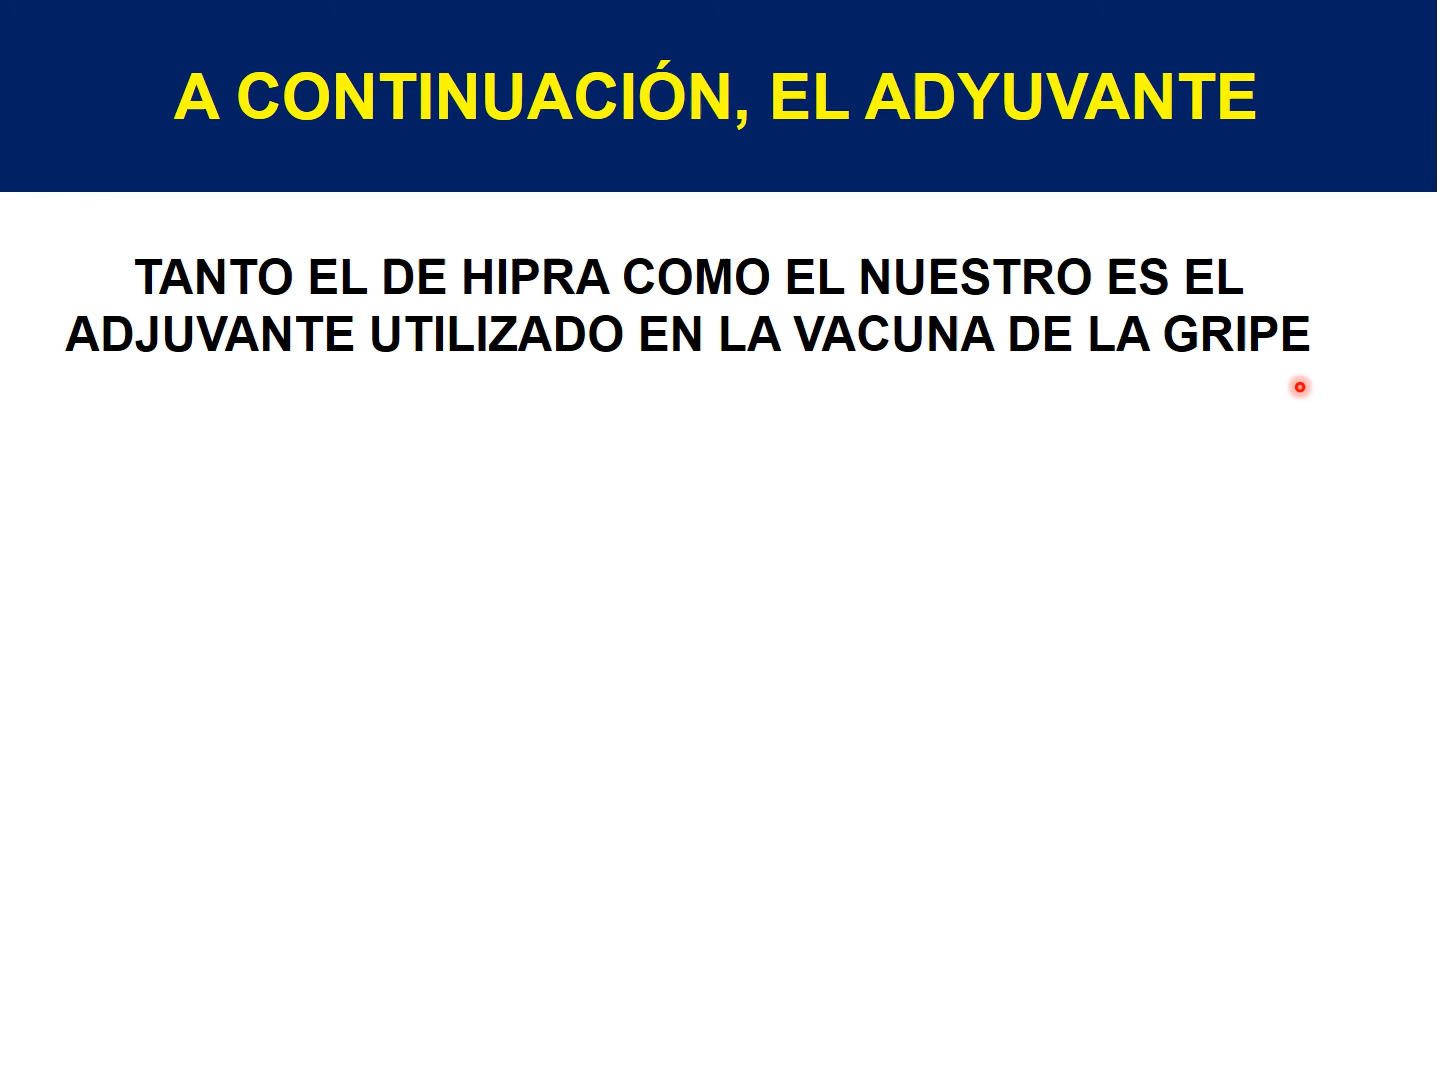 A CONTINUACIÓN, EL ADYUVANTE
TANTO EL DE HIPRA COMO EL NUESTRO ES EL
ADJUVANTE UTILIZADO EN LA VACUNA DE LA GRIPE